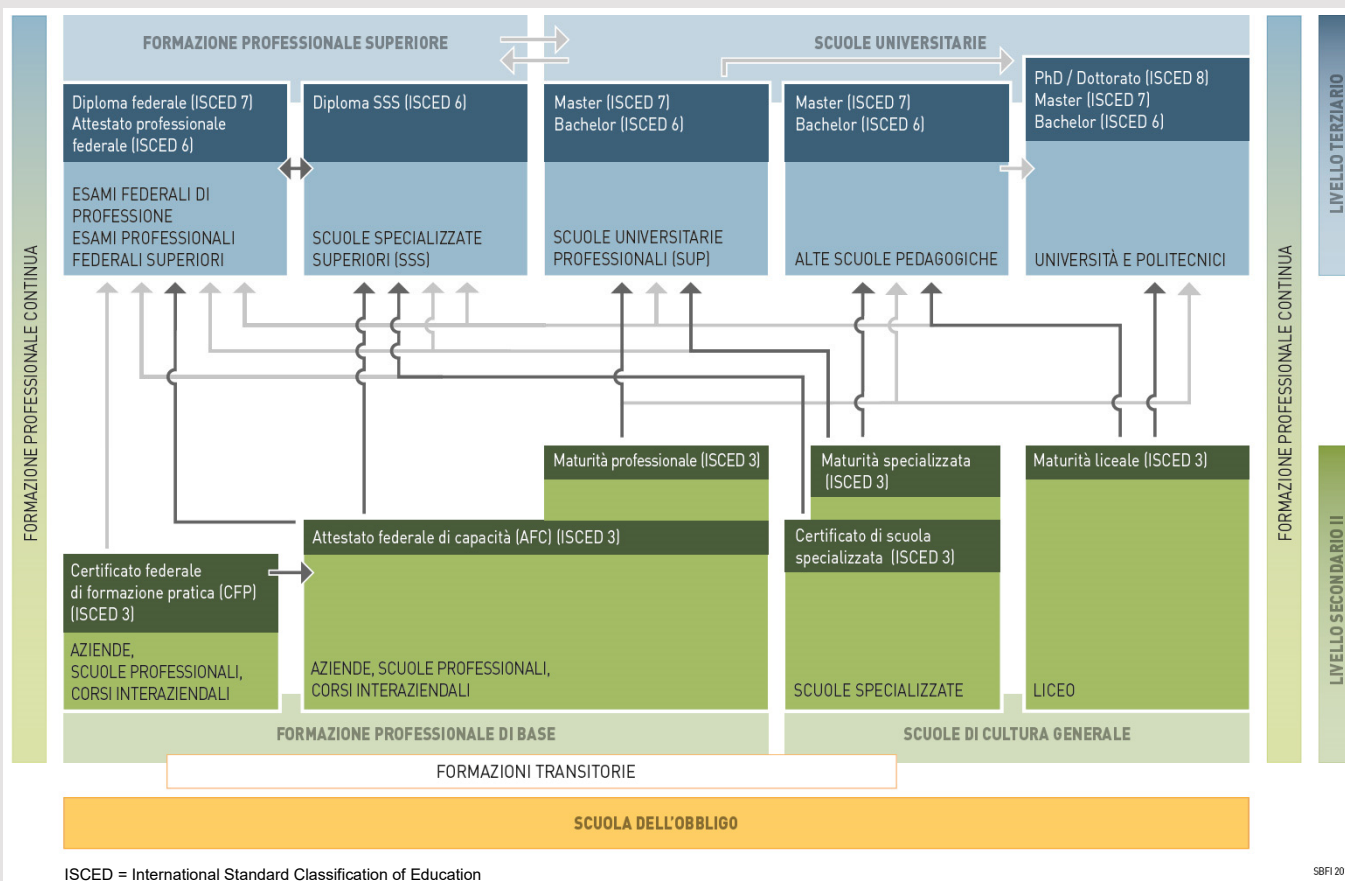 FORMAZIONE PROFESSIONALE CONTINUA
FORMAZIONE PROFESSIONALE SUPERIORE
SCUOLE UNIVERSITARIE
Diploma federale (ISCED 7)
Attestato professionale
federale (ISCED 6)
ESAMI FEDERALI DI
PROFESSIONE
ESAMI PROFESSIONALI
FEDERALI SUPERIORI
Diploma SSS (ISCED 6)
SCUOLE SPECIALIZZATE
SUPERIORI (SSS)
Master (ISCED 7)
Bachelor (ISCED 6)
SCUOLE UNIVERSITARIE
PROFESSIONALI (SUP)
Master (ISCED 7)
Bachelor (ISCED 6)
ALTE SCUOLE PEDAGOGICHE
PhD / Dottorato (ISCED 8)
Master (ISCED 7)
Bachelor (ISCED 6)
UNIVERSITÀ E POLITECNICI
FORMAZIONE PROFESSIONALE CONTINUA
LIVELLO TERZIARIO
Maturità professionale (ISCED 3)
Maturità specializzata
(ISCED 3)
Maturità liceale (ISCED 3)
Attestato federale di capacità (AFC) (ISCED 3)
Certificato di scuola
specializzata (ISCED 3)
Certificato federale
di formazione pratica (CFP)
(ISCED 3)
AZIENDE,
SCUOLE PROFESSIONALI,
CORSI INTERAZIENDALI
AZIENDE, SCUOLE PROFESSIONALI,
CORSI INTERAZIENDALI
SCUOLE SPECIALIZZATE
LICEO
LIVELLO SECONDARIO II
FORMAZIONE PROFESSIONALE DI BASE
SCUOLE DI CULTURA GENERALE
FORMAZIONI TRANSITORIE
SCUOLA DELL'OBBLIGO
ISCED = International Standard Classification of Education
SBFI